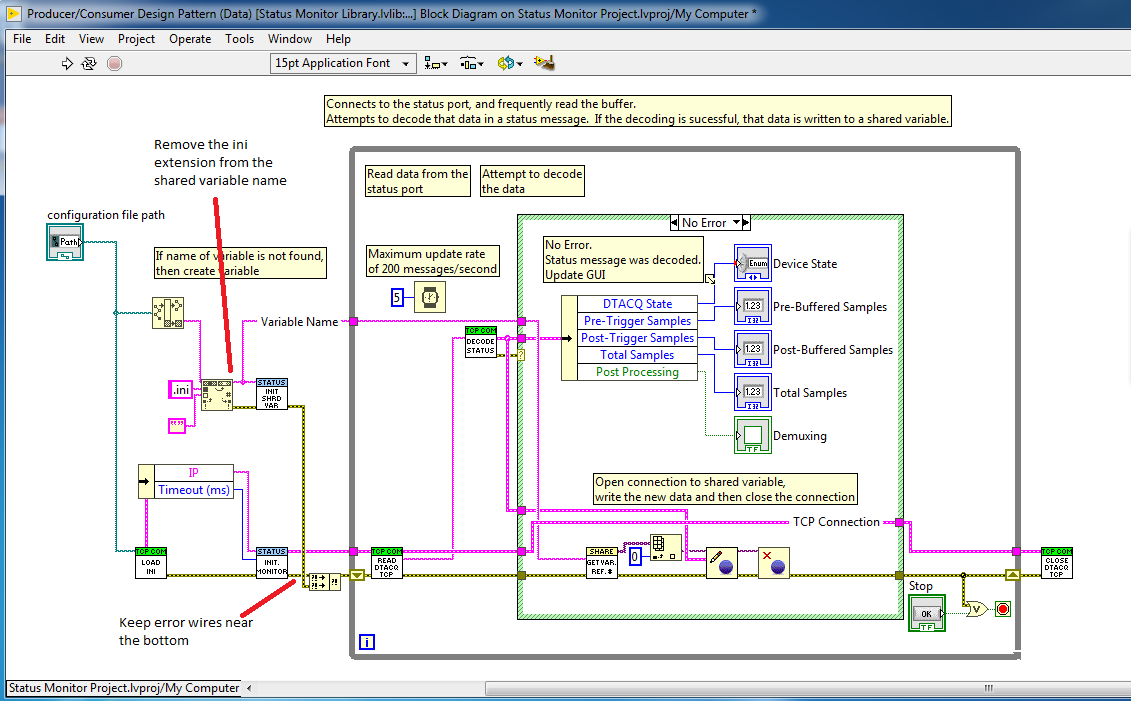 Producer/Consumer Design Pattern (Data) [Status Monitor Library.lvlib:...] Block Diagram on Status Monitor Project.lvproj/My Computer *
File Edit View Project Operate Tools Window Help
15pt Application Font
Connects to the status port, and frequently read the buffer.
Attempts to decode that data in a status message. If the decoding is sucessful, that data is written to a shared variable.
Remove the ini
extension from the
shared variable name
Read data from the
status port
Attempt to decode
the data
configuration file path
Path
If name of variable is not found,
then create variable
Maximum update rate
of 200 messages/second
5
No Error
No Error.
Status message was decoded.
Update GUI
Enum
Device State
DTACQ State
Pre-Trigger Samples
Post-Trigger Samples
Total Samples
Post Processing
1.23
I32
Pre-Buffered Samples
1.23
I32
Post-Buffered Samples
1.23
I32
Total Samples
TF
Demuxing
Variable Name
TCP COM
DECODE
STATUS
?
.ini
""
STATUS
INIT
SHRD
VAR
IP
Timeout (ms)
Open connection to shared variable,
write the new data and then close the connection
TCP Connection
TCP COM
LOAD
INI
STATUS
INIT.
MONITOR
TCP COM
READ
DTACQ
TCP
SHARE
GET VAR.
REF. #
0
TCP COM
CLOSE
DTACQ
TCP
Stop
OK
TF
V
Keep error wires near
the bottom
i
Status Monitor Project.lvproj/My Computer